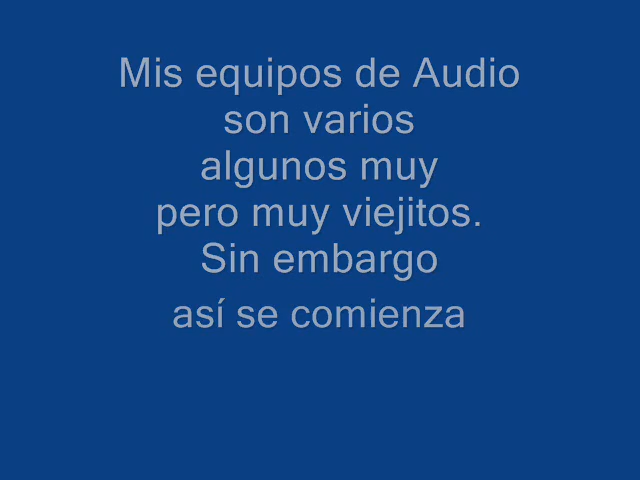 Mis equipos de Audio
son varios
algunos muy
pero muy viejitos.
Sin embargo
así se comienza